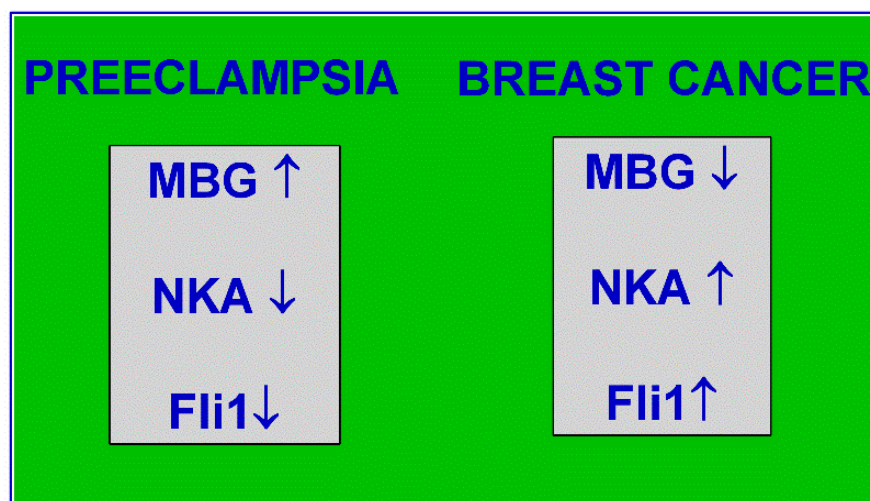 PREECLAMPSIA
MBG ↑
NKA ↓
Fli1↓
BREAST CANCER
MBG ↓
NKA ↑
Fli1↑